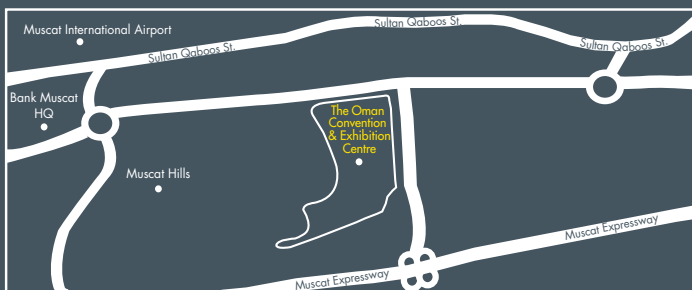 Sultan Qaboos St.
Muscat International Airport
Sultan Qaboos St.
Sultan Qaboos St.
Bank Muscat
HQ
The Oman
Convention
& Exhibition
Centre
Muscat Hills
Muscat Expressway
Muscat Expressway